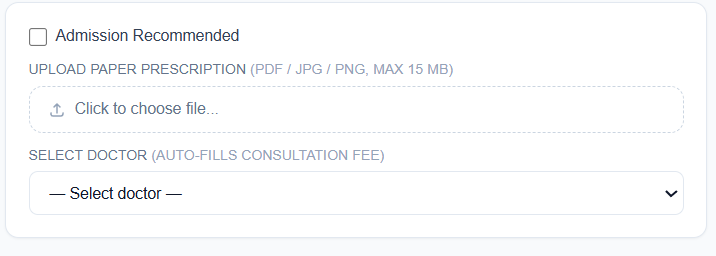 Admission Recommended
UPLOAD PAPER PRESCRIPTION (PDF / JPG / PNG, MAX 15 MB)
Click to choose file...
SELECT DOCTOR (AUTO-FILLS CONSULTATION FEE)
— Select doctor —